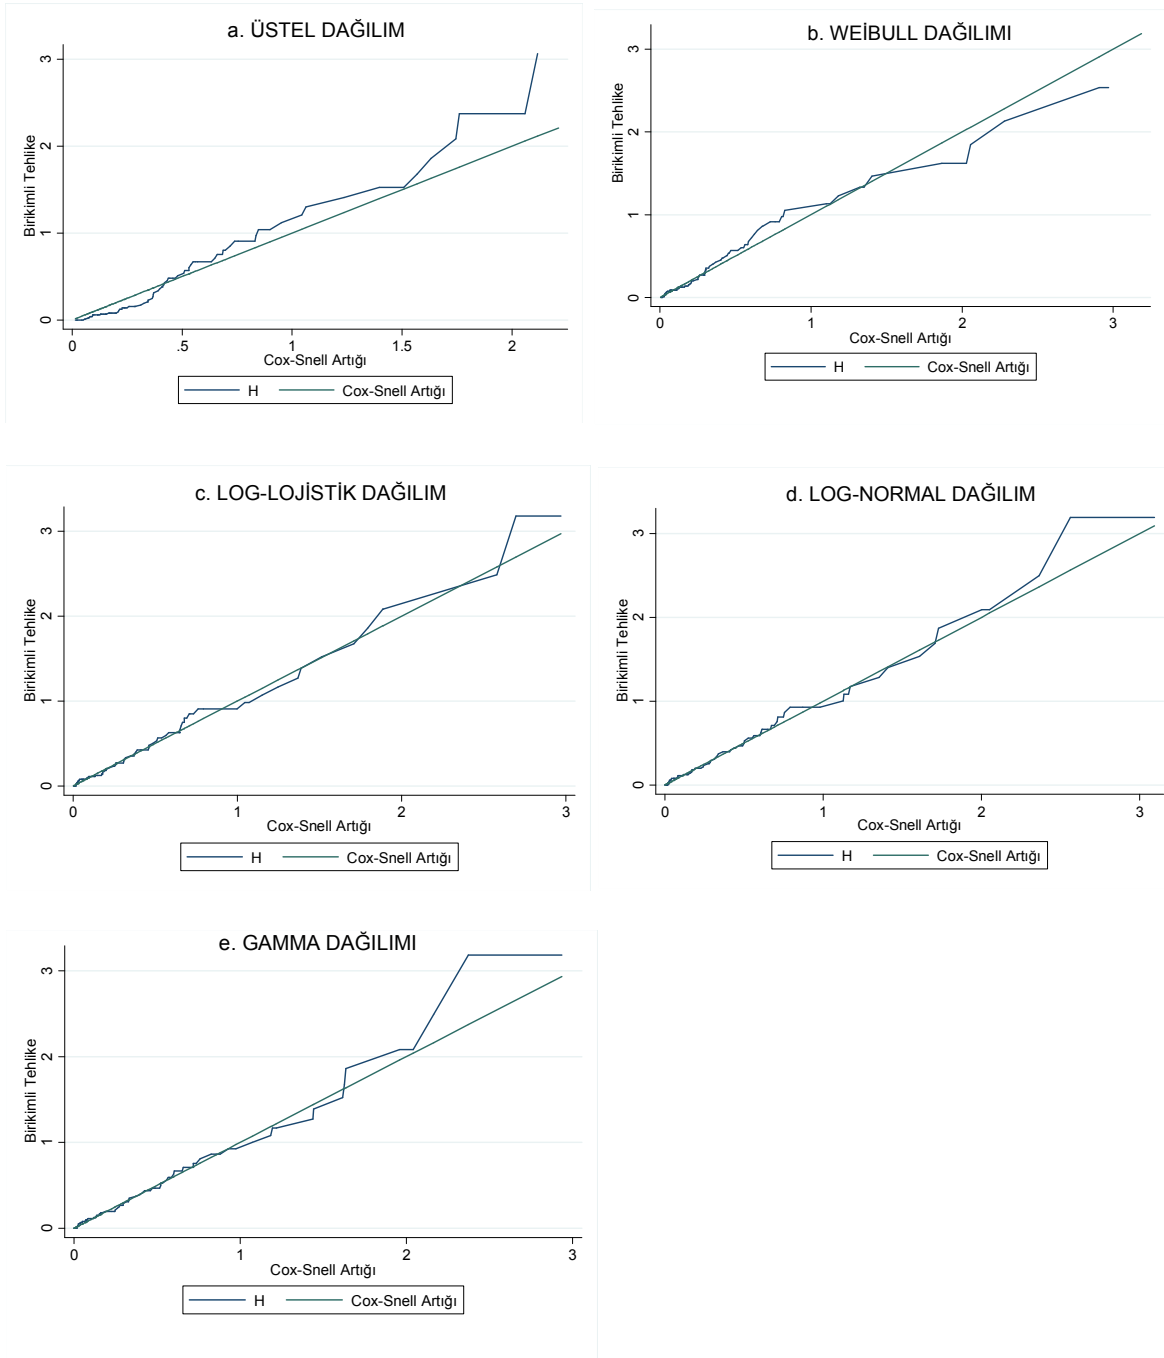 a. ÜSTEL DAĞILIM
3
2
1
0
Birikimli Tehlike
0 .5 1 1.5 2
Cox-Snell Artığı
H Cox-Snell Artığı
b. WEİBULL DAĞILIMI
3
2
1
0
Birikimli Tehlike
0 1 2 3
Cox-Snell Artığı
H Cox-Snell Artığı
c. LOG-LOJİSTİK DAĞILIM
3
2
1
0
Birikimli Tehlike
0 1 2 3
Cox-Snell Artığı
H Cox-Snell Artığı
d. LOG-NORMAL DAĞILIM
3
2
1
0
Birikimli Tehlike
0 1 2 3
Cox-Snell Artığı
H Cox-Snell Artığı
e. GAMMA DAĞILIMI
3
2
1
0
Birikimli Tehlike
0 1 2 3
Cox-Snell Artığı
H Cox-Snell Artığı